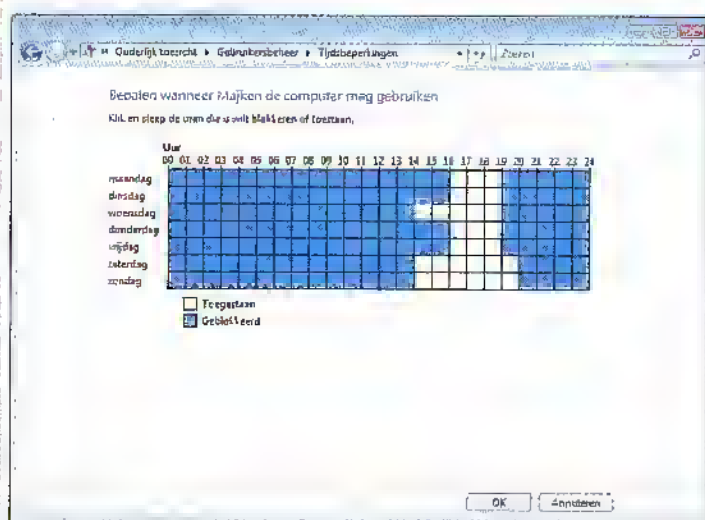 « Ouderlijk toezicht ▸ Gebruikersbeheer ▸ Tijdsbeperkingen
Zoeken
Bepalen wanneer Majken de computer mag gebruiken
Klik en sleep de uren die u wilt blokkeren of toestaan.
Uur
00 01 02 03 04 05 06 07 08 09 10 11 12 13 14 15 16 17 18 19 20 21 22 23 24
maandag
dinsdag
woensdag
donderdag
vrijdag
zaterdag
zondag
Toegestaan
Geblokkeerd
OK Annuleren